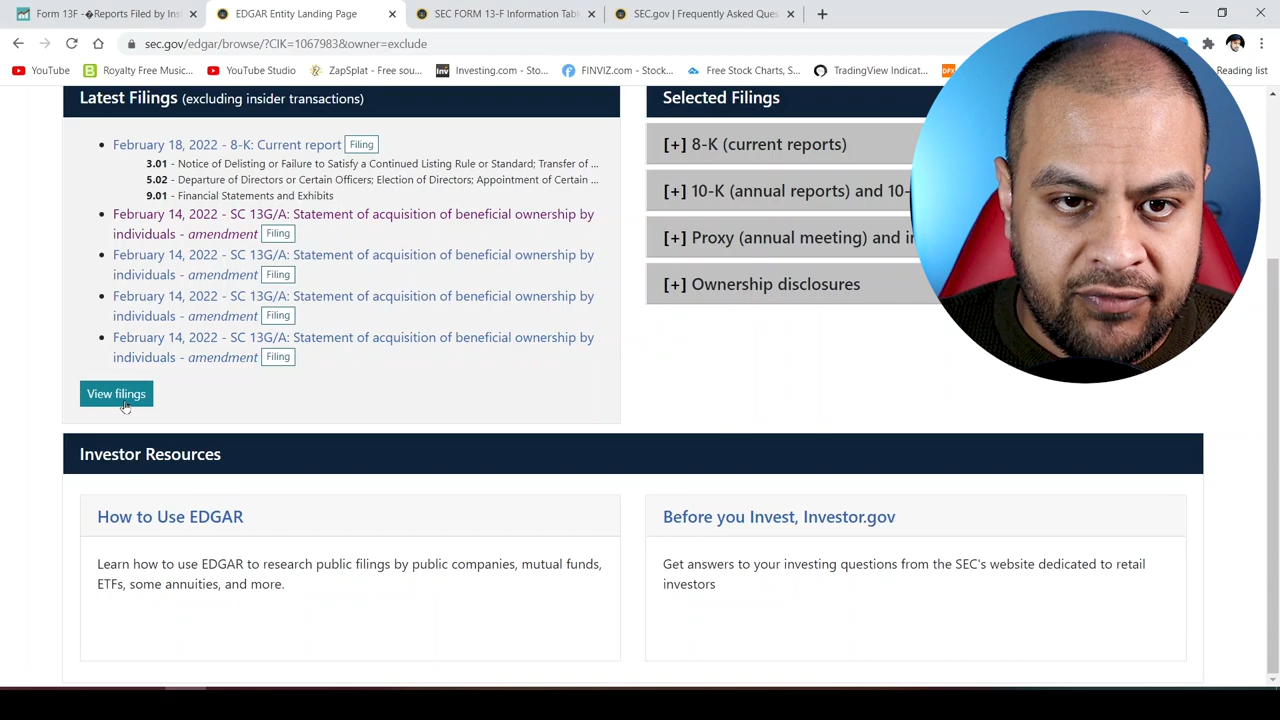 Form 13F -�Reports Filed by Inst
EDGAR Entity Landing Page
SEC FORM 13-F Information Tab
SEC.gov | Frequently Asked Ques
sec.gov/edgar/browse/?CIK=1067983&owner=exclude
YouTube
Royalty Free Music...
YouTube Studio
ZapSplat - Free sou...
Investing.com - Sto...
FINVIZ.com - Stock...
Free Stock Charts, S...
TradingView Indicat...
Reading list
Latest Filings (excluding insider transactions)
February 18, 2022 - 8-K: Current report Filing
3.01 - Notice of Delisting or Failure to Satisfy a Continued Listing Rule or Standard; Transfer of ...
5.02 - Departure of Directors or Certain Officers; Election of Directors; Appointment of Certain ...
9.01 - Financial Statements and Exhibits
February 14, 2022 - SC 13G/A: Statement of acquisition of beneficial ownership by
individuals - amendment Filing
February 14, 2022 - SC 13G/A: Statement of acquisition of beneficial ownership by
individuals - amendment Filing
February 14, 2022 - SC 13G/A: Statement of acquisition of beneficial ownership by
individuals - amendment Filing
February 14, 2022 - SC 13G/A: Statement of acquisition of beneficial ownership by
individuals - amendment Filing
View filings
Selected Filings
[+] 8-K (current reports)
[+] 10-K (annual reports) and 10-
[+] Proxy (annual meeting) and
[+] Ownership disclosures
Investor Resources
How to Use EDGAR
Learn how to use EDGAR to research public filings by public companies, mutual funds,
ETFs, some annuities, and more.
Before you Invest, Investor.gov
Get answers to your investing questions from the SEC's website dedicated to retail
investors